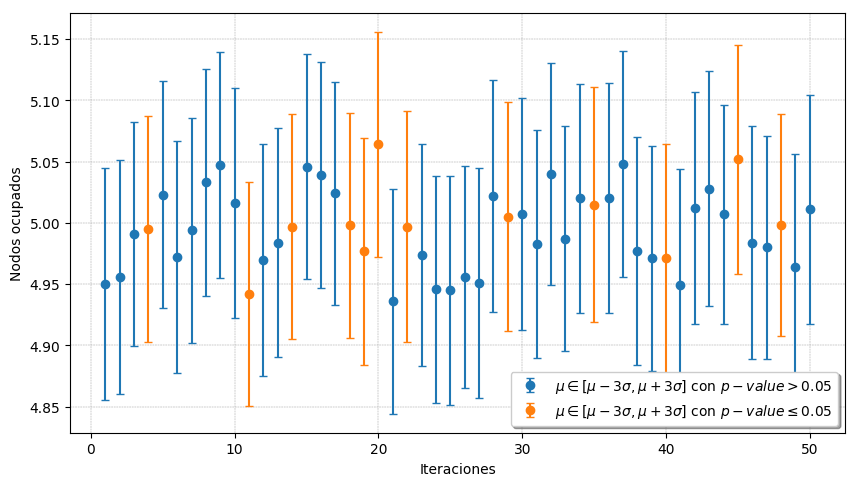 5.15
5.10
5.05
5.00
4.95
4.90
4.85
Nodos ocupados
μ ∈ [μ − 3σ, μ + 3σ] con p − value > 0.05
μ ∈ [μ − 3σ, μ + 3σ] con p − value ≤ 0.05
0 10 20 30 40 50
Iteraciones